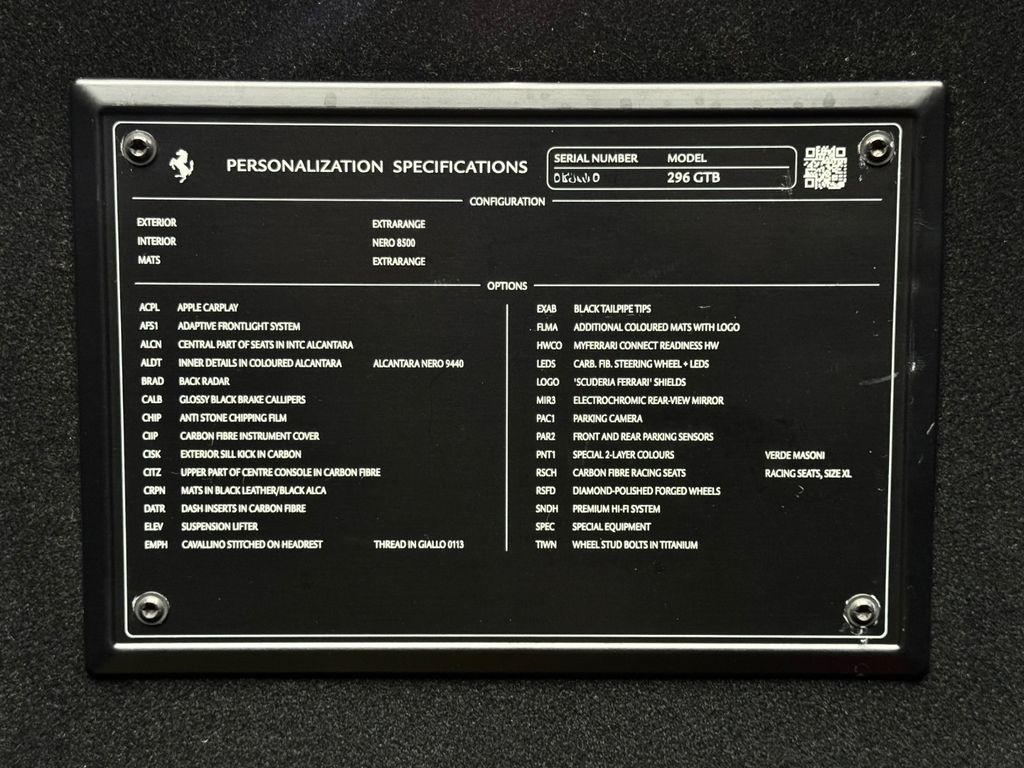 PERSONALIZATION SPECIFICATIONS
SERIAL NUMBER MODEL
296 GTB
CONFIGURATION
EXTERIOR EXTRARANGE
INTERIOR NERO 8500
MATS EXTRARANGE
OPTIONS
ACPL APPLE CARPLAY
AFS1 ADAPTIVE FRONTLIGHT SYSTEM
ALCN CENTRAL PART OF SEATS IN INTC ALCANTARA
ALDT INNER DETAILS IN COLOURED ALCANTARA ALCANTARA NERO 9440
BRAD BACK RADAR
CALB GLOSSY BLACK BRAKE CALLIPERS
CHIP ANTI STONE CHIPPING FILM
CIIP CARBON FIBRE INSTRUMENT COVER
CISK EXTERIOR SILL KICK IN CARBON
CITZ UPPER PART OF CENTRE CONSOLE IN CARBON FIBRE
CRPN MATS IN BLACK LEATHER/BLACK ALCA
DATR DASH INSERTS IN CARBON FIBRE
ELEV SUSPENSION LIFTER
EMPH CAVALLINO STITCHED ON HEADREST THREAD IN GIALLO 0113
EXAB BLACK TAILPIPE TIPS
FLMA ADDITIONAL COLOURED MATS WITH LOGO
HWCO MYFERRARI CONNECT READINESS HW
LEDS CARB. FIB. STEERING WHEEL + LEDS
LOGO 'SCUDERIA FERRARI' SHIELDS
MIR3 ELECTROCHROMIC REAR-VIEW MIRROR
PAC1 PARKING CAMERA
PAR2 FRONT AND REAR PARKING SENSORS
PNT1 SPECIAL 2-LAYER COLOURS VERDE MASONI
RSCH CARBON FIBRE RACING SEATS RACING SEATS, SIZE XL
RSFD DIAMOND-POLISHED FORGED WHEELS
SNDH PREMIUM HI-FI SYSTEM
SPEC SPECIAL EQUIPMENT
TIWN WHEEL STUD BOLTS IN TITANIUM